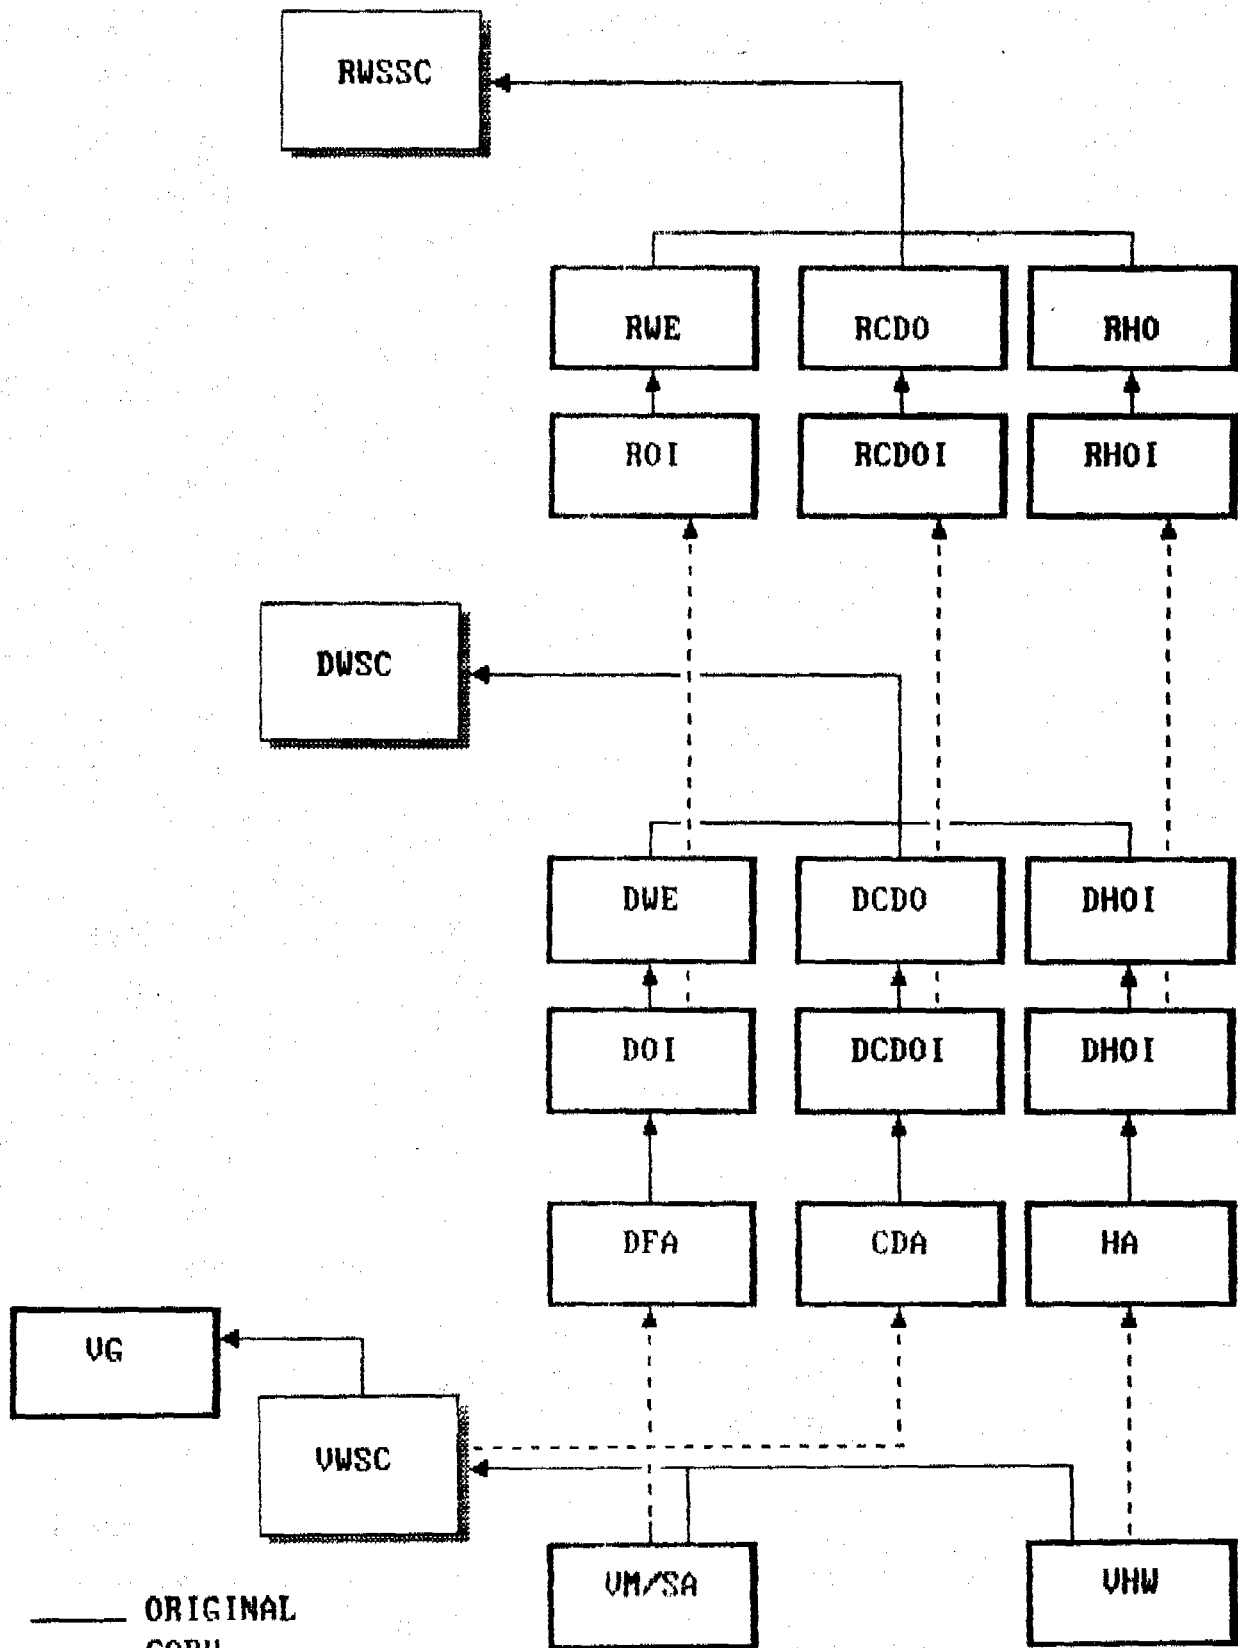 RWSSC
RWE
RCDO
RHO
ROI
RCDOI
RHOI
DWSC
DWE
DCDO
DHOI
DOI
DCDOI
DHOI
DFA
CDA
HA
VG
VWSC
VM/SA
VHW
ORIGINAL